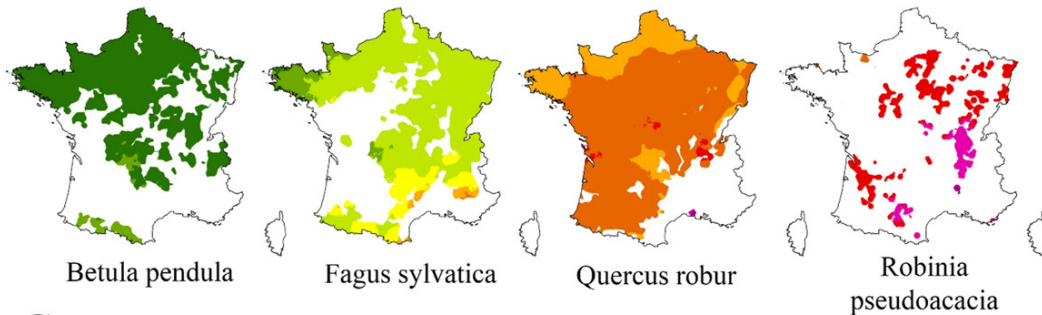 Betula pendula
Fagus sylvatica
Quercus robur
Robinia
pseudoacacia